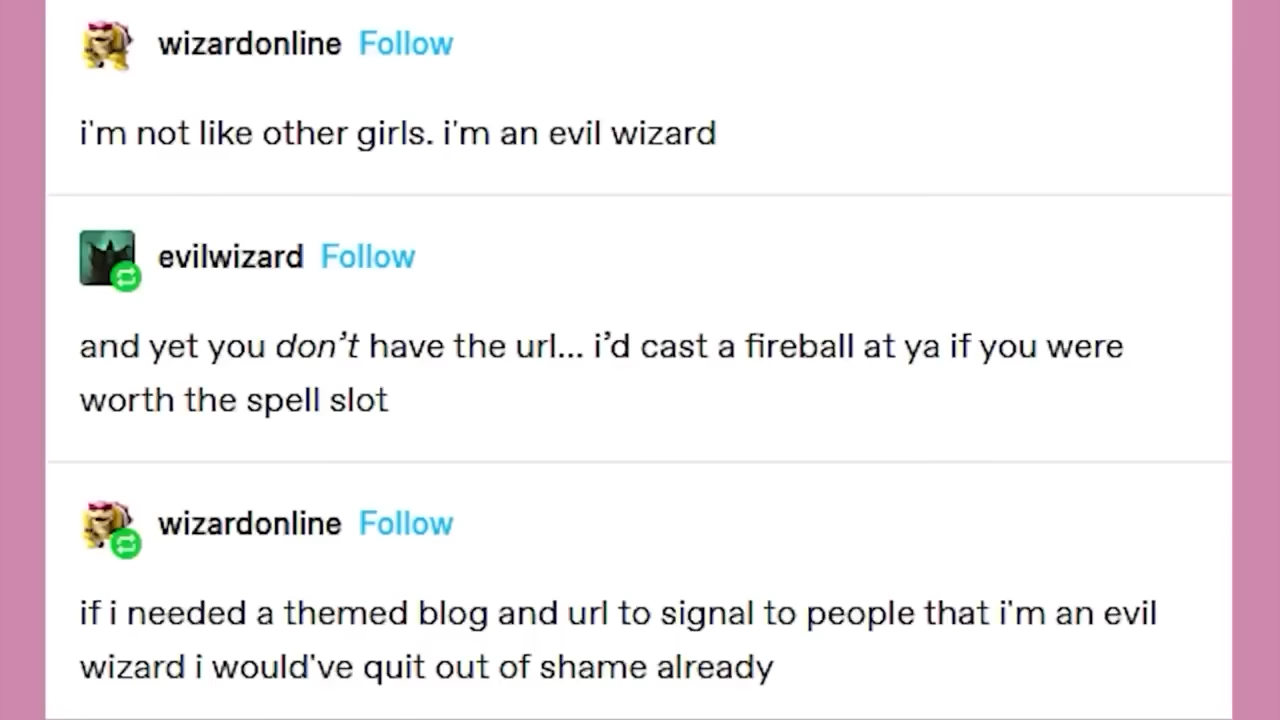 wizardonline Follow
i'm not like other girls. i'm an evil wizard
evilwizard Follow
and yet you don’t have the url... i’d cast a fireball at ya if you were
worth the spell slot
wizardonline Follow
if i needed a themed blog and url to signal to people that i'm an evil
wizard i would've quit out of shame already